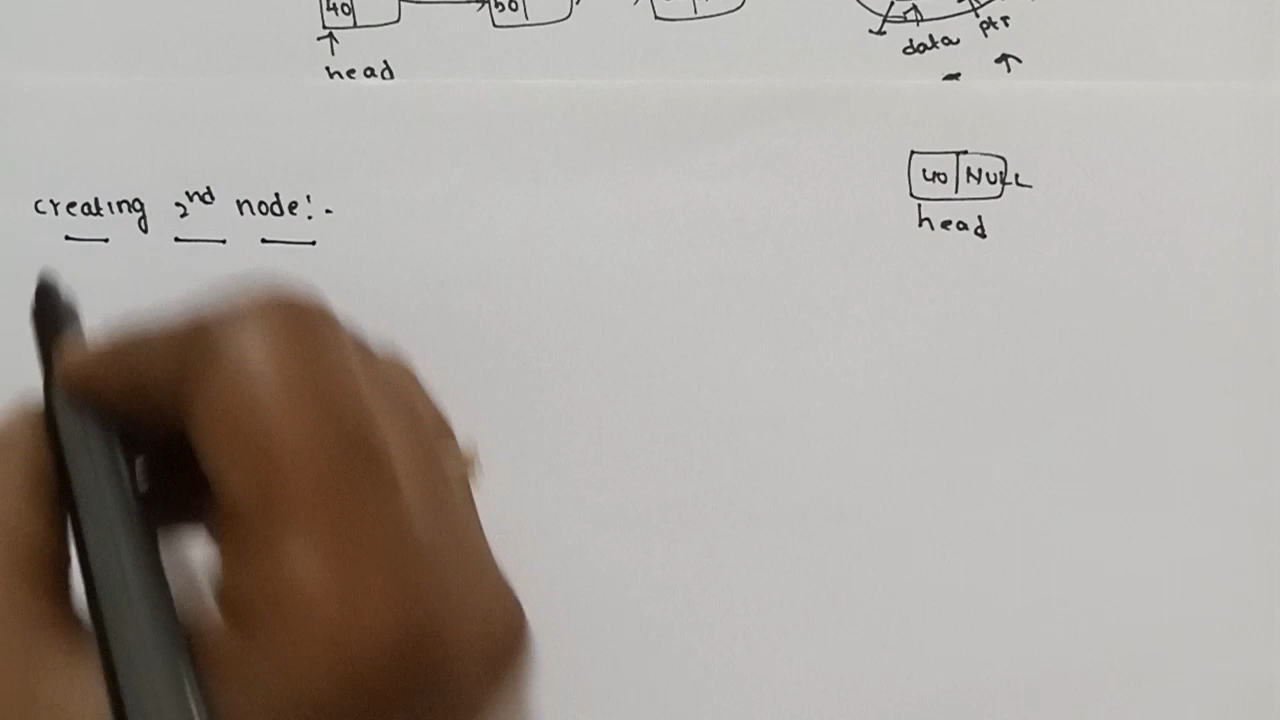 40 50
head
data ptr
40 NULL
head
creating 2nd node:-